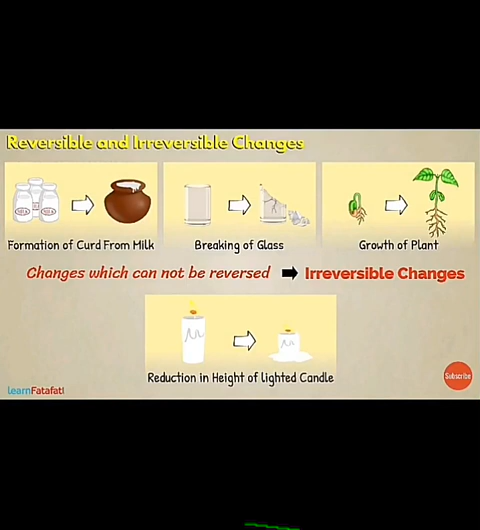 Reversible and Irreversible Changes
Formation of Curd From Milk
Breaking of Glass
Growth of Plant
Changes which can not be reversed
Irreversible Changes
Reduction in Height of lighted Candle
Subscribe
LearnFatafat!